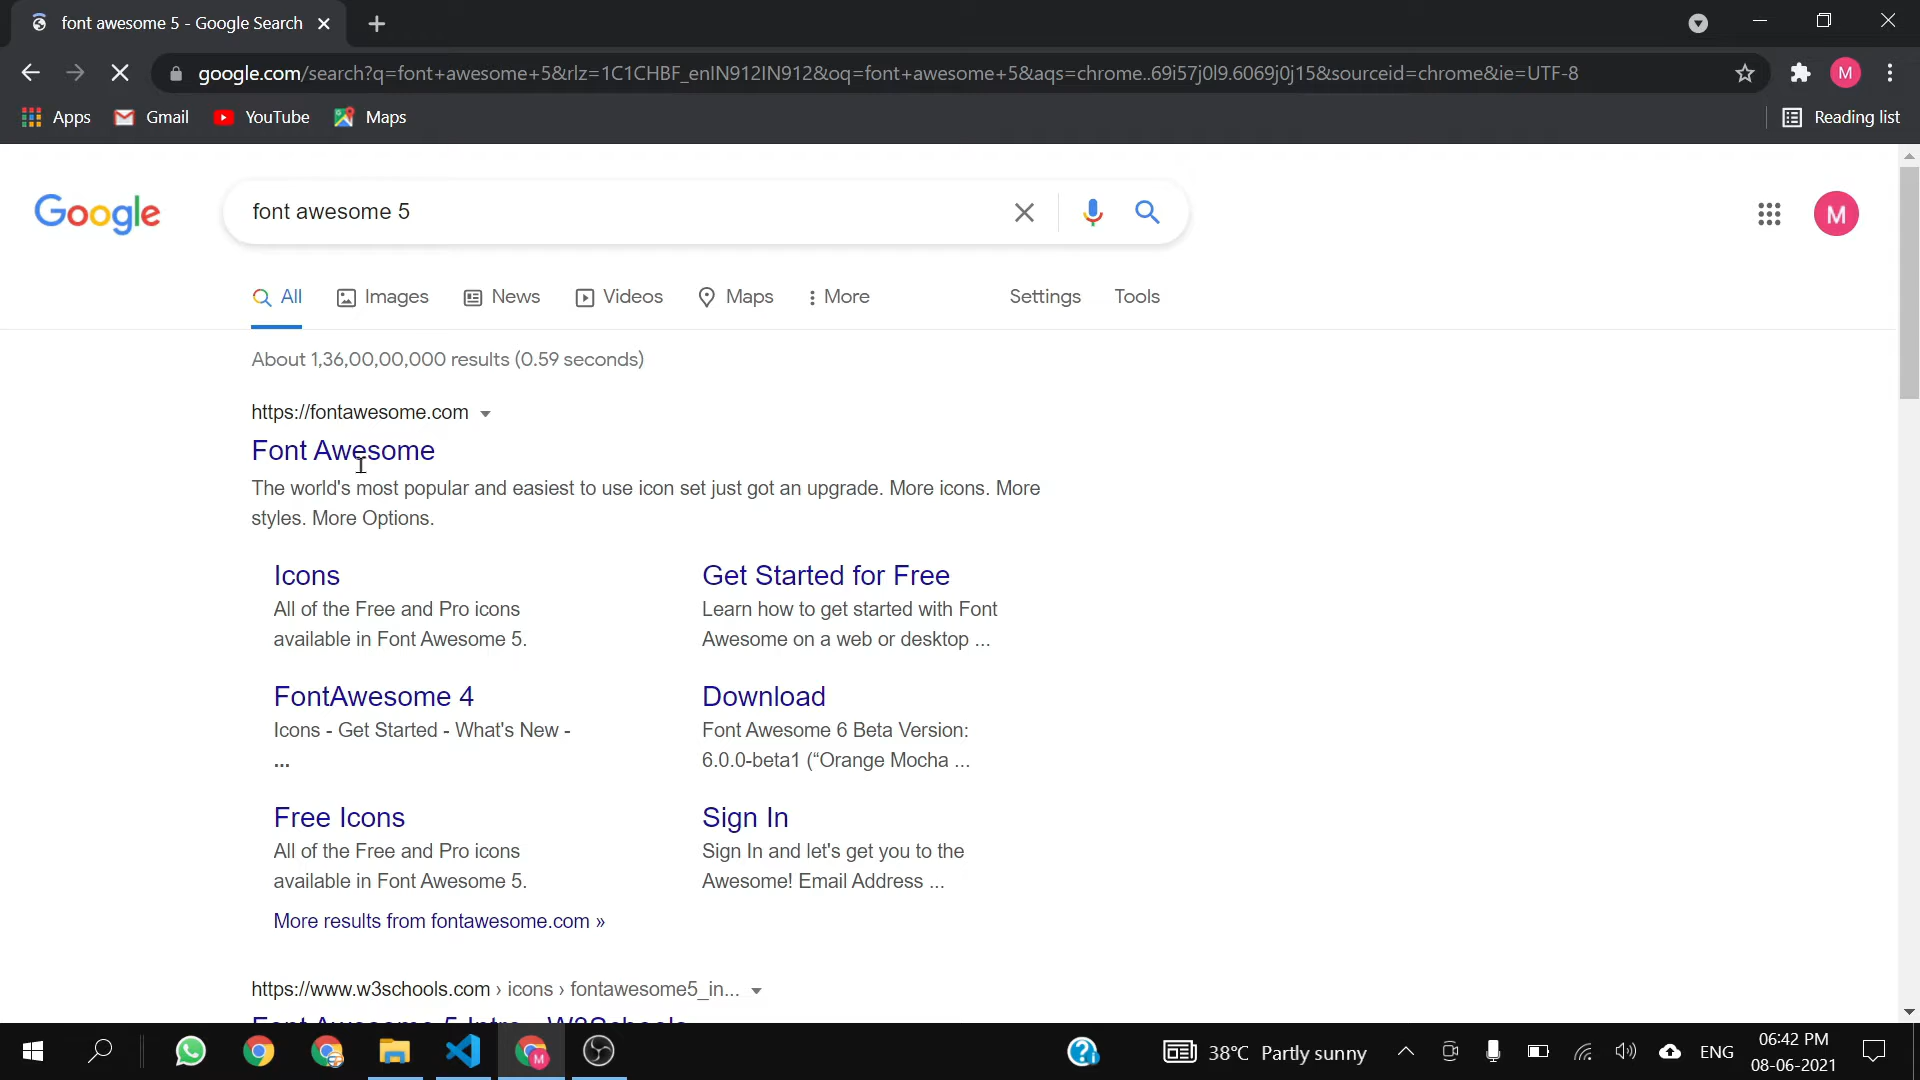 font awesome 5 - Google Search
google.com/search?q=font+awesome+5&rlz=1C1CHBF_enIN912IN912&oq=font+awesome+5&aqs=chrome..69i57j0l9.6069j0j15&sourceid=chrome&ie=UTF-8
M
Apps Gmail YouTube Maps Reading list
Google
font awesome 5
M
All Images News Videos Maps More Settings Tools
About 1,36,00,00,000 results (0.59 seconds)
https://fontawesome.com
Font Awesome
The world's most popular and easiest to use icon set just got an upgrade. More icons. More
styles. More Options.
Icons
All of the Free and Pro icons
available in Font Awesome 5.
Get Started for Free
Learn how to get started with Font
Awesome on a web or desktop ...
FontAwesome 4
Icons - Get Started - What's New -
...
Download
Font Awesome 6 Beta Version:
6.0.0-beta1 (“Orange Mocha ...
Free Icons
All of the Free and Pro icons
available in Font Awesome 5.
Sign In
Sign In and let's get you to the
Awesome! Email Address ...
More results from fontawesome.com »
https://www.w3schools.com › icons › fontawesome5_in...
Font Awesome 5 Intro - W3Schools
M
38°C Partly sunny
ENG
06:42 PM
08-06-2021